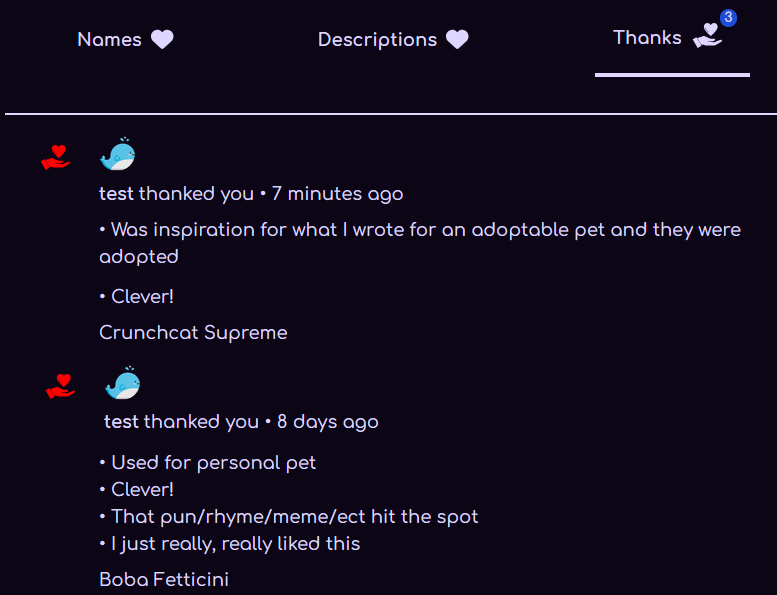 Names
Descriptions
Thanks
3
test thanked you • 7 minutes ago
• Was inspiration for what I wrote for an adoptable pet and they were
adopted
• Clever!
Crunchcat Supreme
test thanked you • 8 days ago
• Used for personal pet
• Clever!
• That pun/rhyme/meme/ect hit the spot
• I just really, really liked this
Boba Fetticini